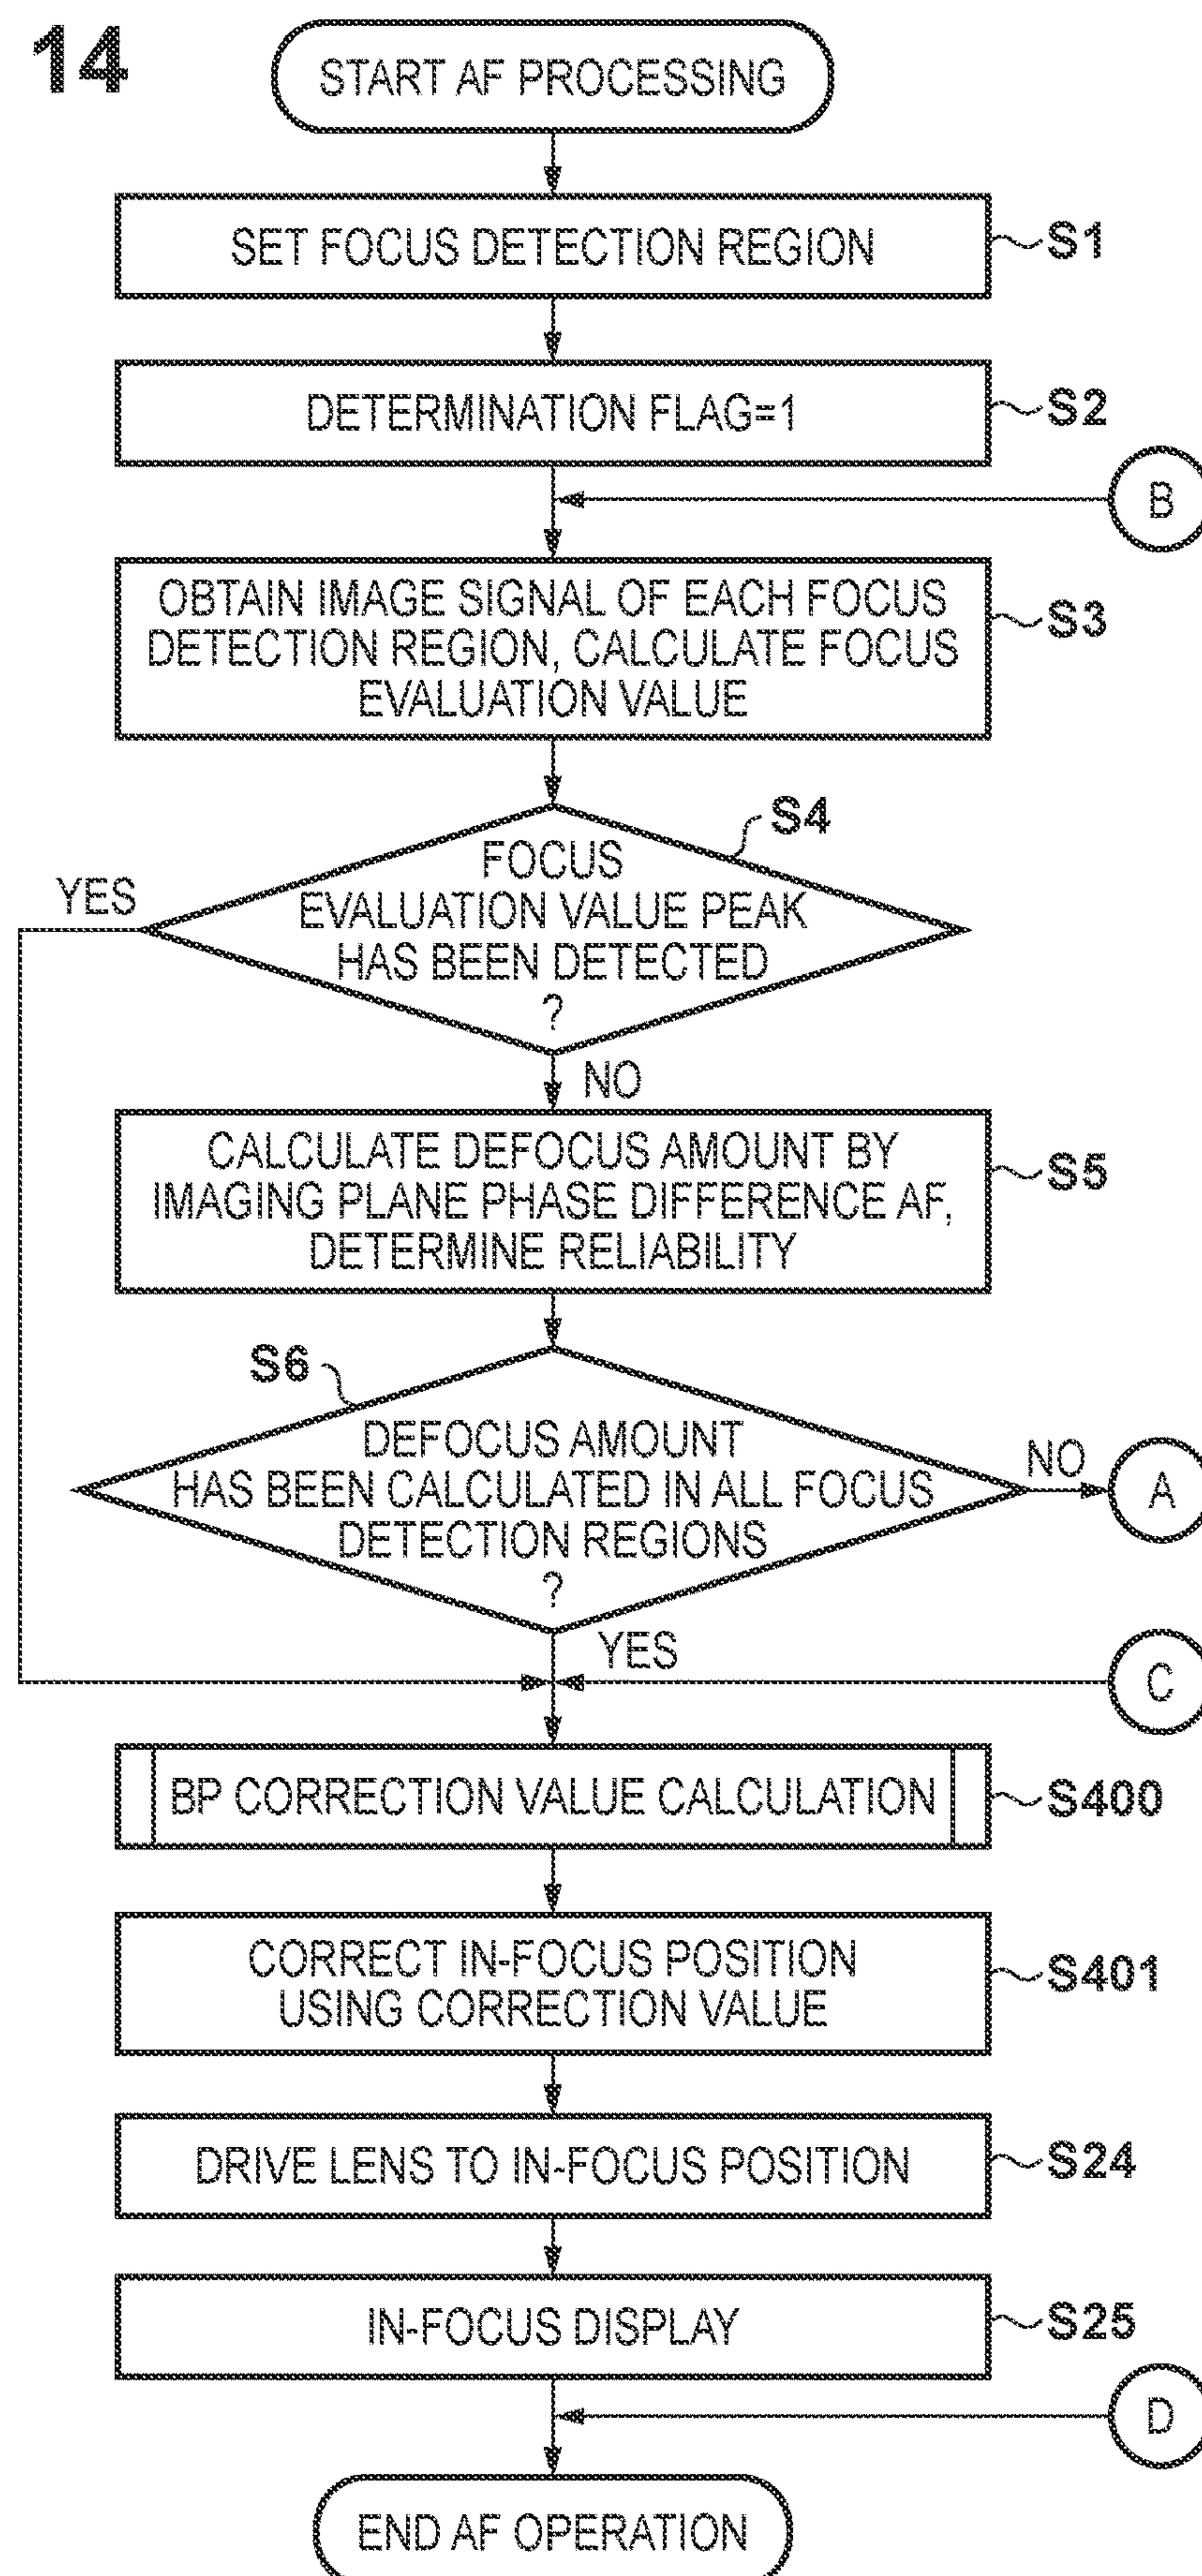 14
START AF PROCESSING
SET FOCUS DETECTION REGION
S1
DETERMINATION FLAG=1
S2
B
OBTAIN IMAGE SIGNAL OF EACH FOCUS
DETECTION REGION, CALCULATE FOCUS
EVALUATION VALUE
S3
S4
FOCUS
EVALUATION VALUE PEAK
HAS BEEN DETECTED
?
YES
NO
CALCULATE DEFOCUS AMOUNT BY
IMAGING PLANE PHASE DIFFERENCE AF,
DETERMINE RELIABILITY
S5
S6
DEFOCUS AMOUNT
HAS BEEN CALCULATED IN ALL FOCUS
DETECTION REGIONS
?
NO
A
YES
C
BP CORRECTION VALUE CALCULATION
S400
CORRECT IN-FOCUS POSITION
USING CORRECTION VALUE
S401
DRIVE LENS TO IN-FOCUS POSITION
S24
IN-FOCUS DISPLAY
S25
D
END AF OPERATION